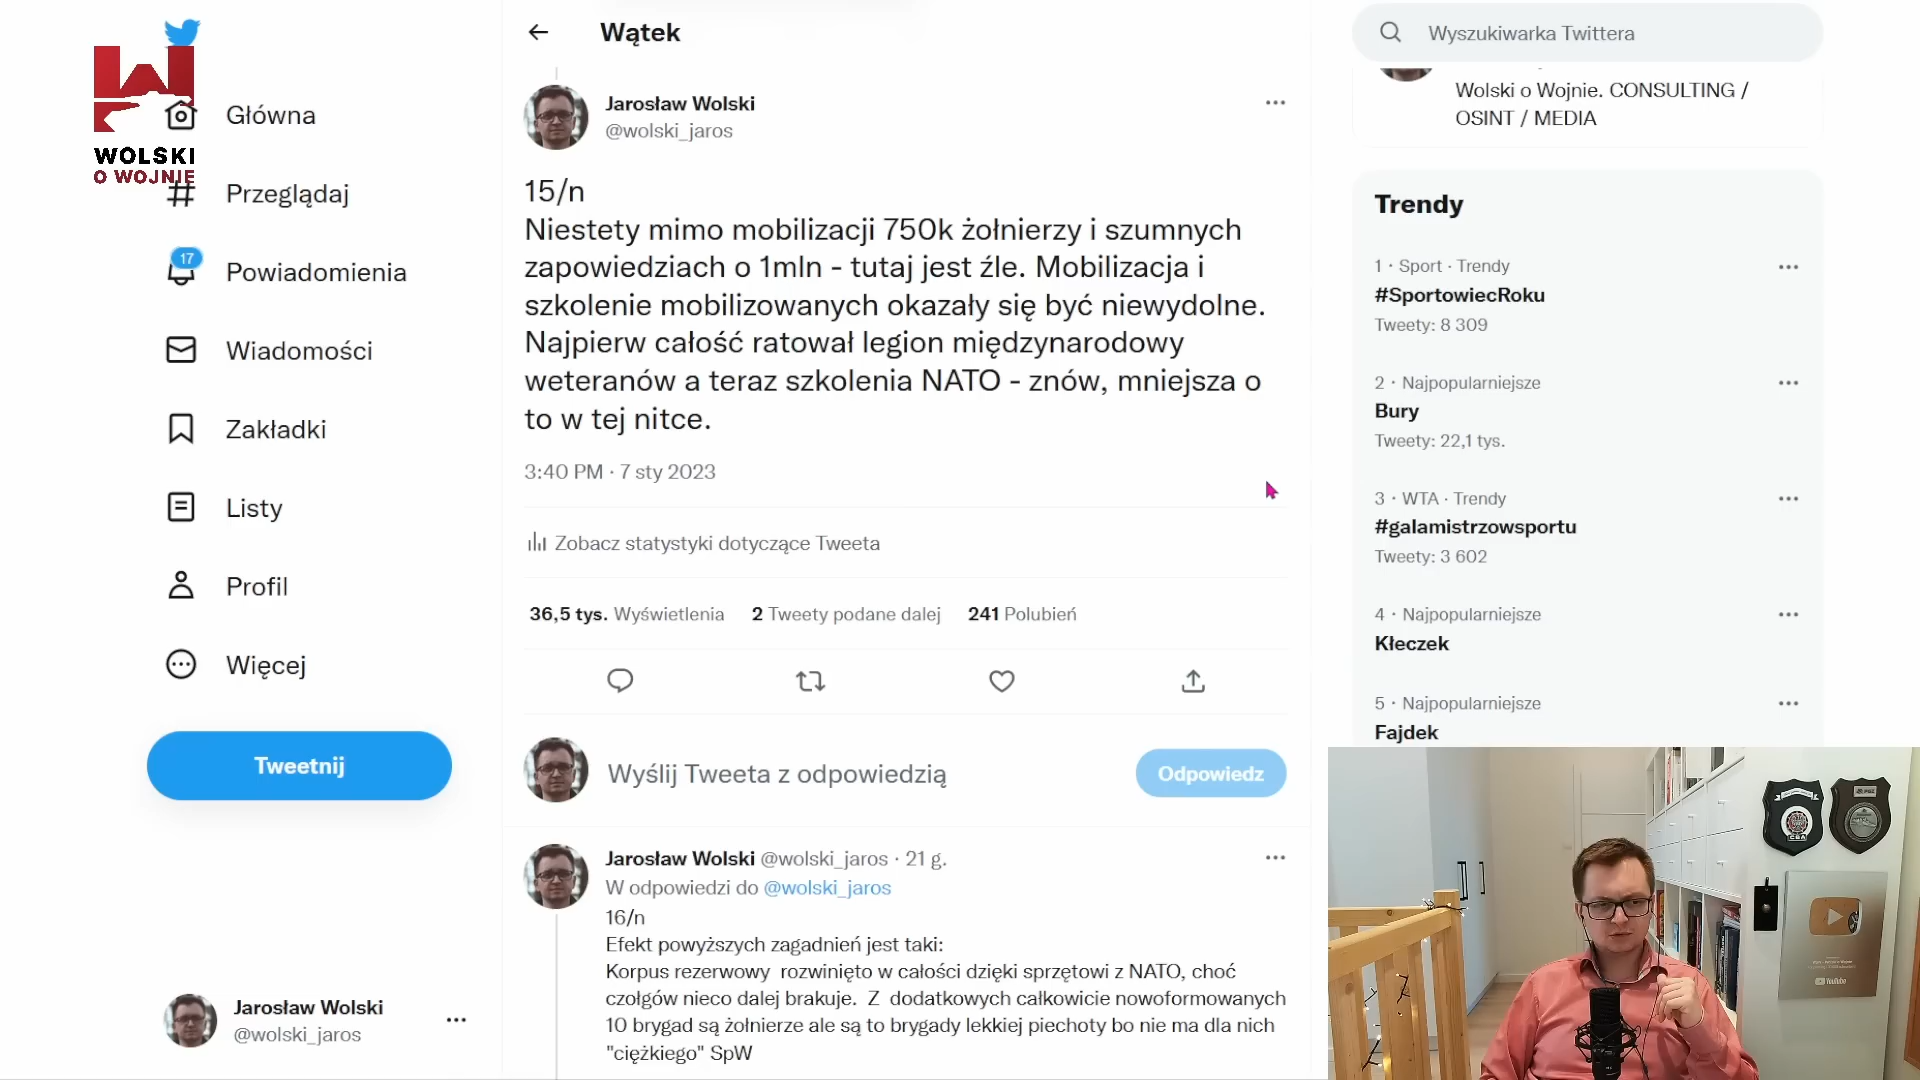 WOLSKI
O WOJNIE
Główna
Przeglądaj
17
Powiadomienia
Wiadomości
Zakładki
Listy
Profil
Więcej
Tweetnij
Jarosław Wolski
@wolski_jaros
Wątek
Jarosław Wolski
@wolski_jaros
15/n
Niestety mimo mobilizacji 750k żołnierzy i szumnych
zapowiedziach o 1mln - tutaj jest źle. Mobilizacja i
szkolenie mobilizowanych okazały się być niewydolne.
Najpierw całość ratował legion międzynarodowy
weteranów a teraz szkolenia NATO - znów, mniejsza o
to w tej nitce.
3:40 PM · 7 sty 2023
Zobacz statystyki dotyczące Tweeta
36,5 tys. Wyświetlenia 2 Tweety podane dalej 241 Polubień
Wyślij Tweeta z odpowiedzią
Odpowiedz
Jarosław Wolski @wolski_jaros · 21 g.
W odpowiedzi do @wolski_jaros
16/n
Efekt powyższych zagadnień jest taki:
Korpus rezerwowy rozwinięto w całości dzięki sprzętowi z NATO, choć
czołgów nieco dalej brakuje. Z dodatkowych całkowicie nowoformowanych
10 brygad są żołnierze ale są to brygady lekkiej piechoty bo nie ma dla nich
"ciężkiego" SpW
Wyszukiwarka Twittera
Wolski o Wojnie. CONSULTING /
OSINT / MEDIA
Trendy
1 · Sport · Trendy
#SportowiecRoku
Tweety: 8 309
2 · Najpopularniejsze
Bury
Tweety: 22,1 tys.
3 · WTA · Trendy
#galamistrzowsportu
Tweety: 3 602
4 · Najpopularniejsze
Kłeczek
5 · Najpopularniejsze
Fajdek
YouTube